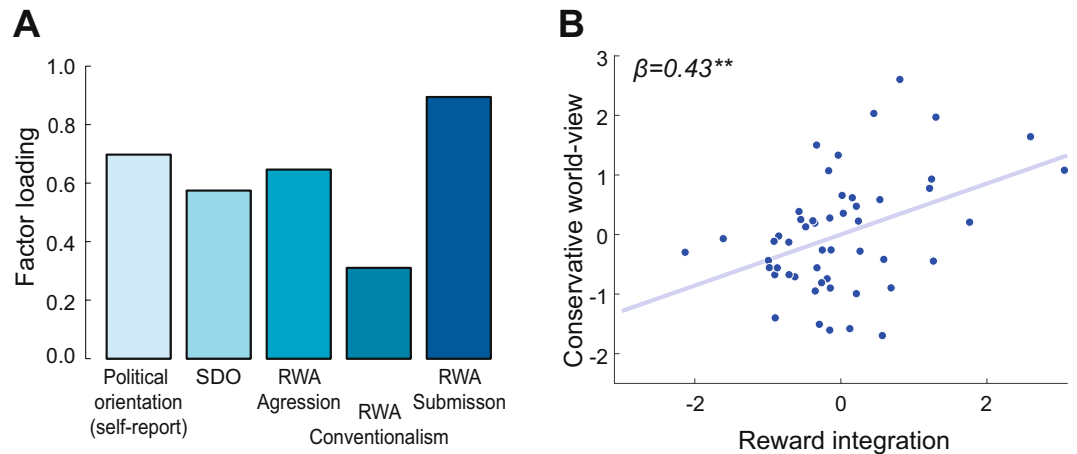 A
Factor loading
1.0
0.8
0.6
0.4
0.2
0.0
Political
orientation
(self-report)
SDO
RWA
Agression
RWA
Conventionalism
RWA
Submisson
B
β=0.43**
Conservative world-view
3
2
1
0
-1
-2
-2
0
2
Reward integration